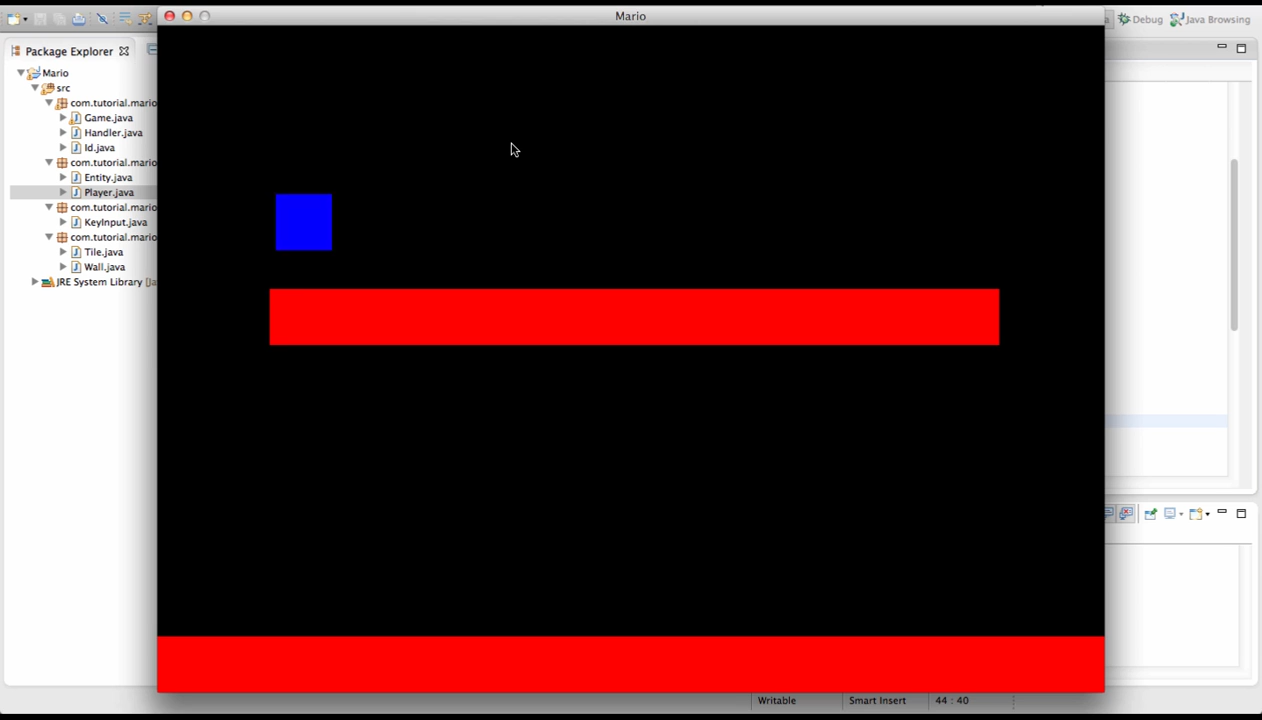 Mario
Debug
Java Browsing
Package Explorer
Mario
src
com.tutorial.mario
Game.java
Handler.java
Id.java
com.tutorial.mario
Entity.java
Player.java
com.tutorial.mario
KeyInput.java
com.tutorial.mario
Tile.java
Wall.java
JRE System Library
Writable
Smart Insert
44 : 40